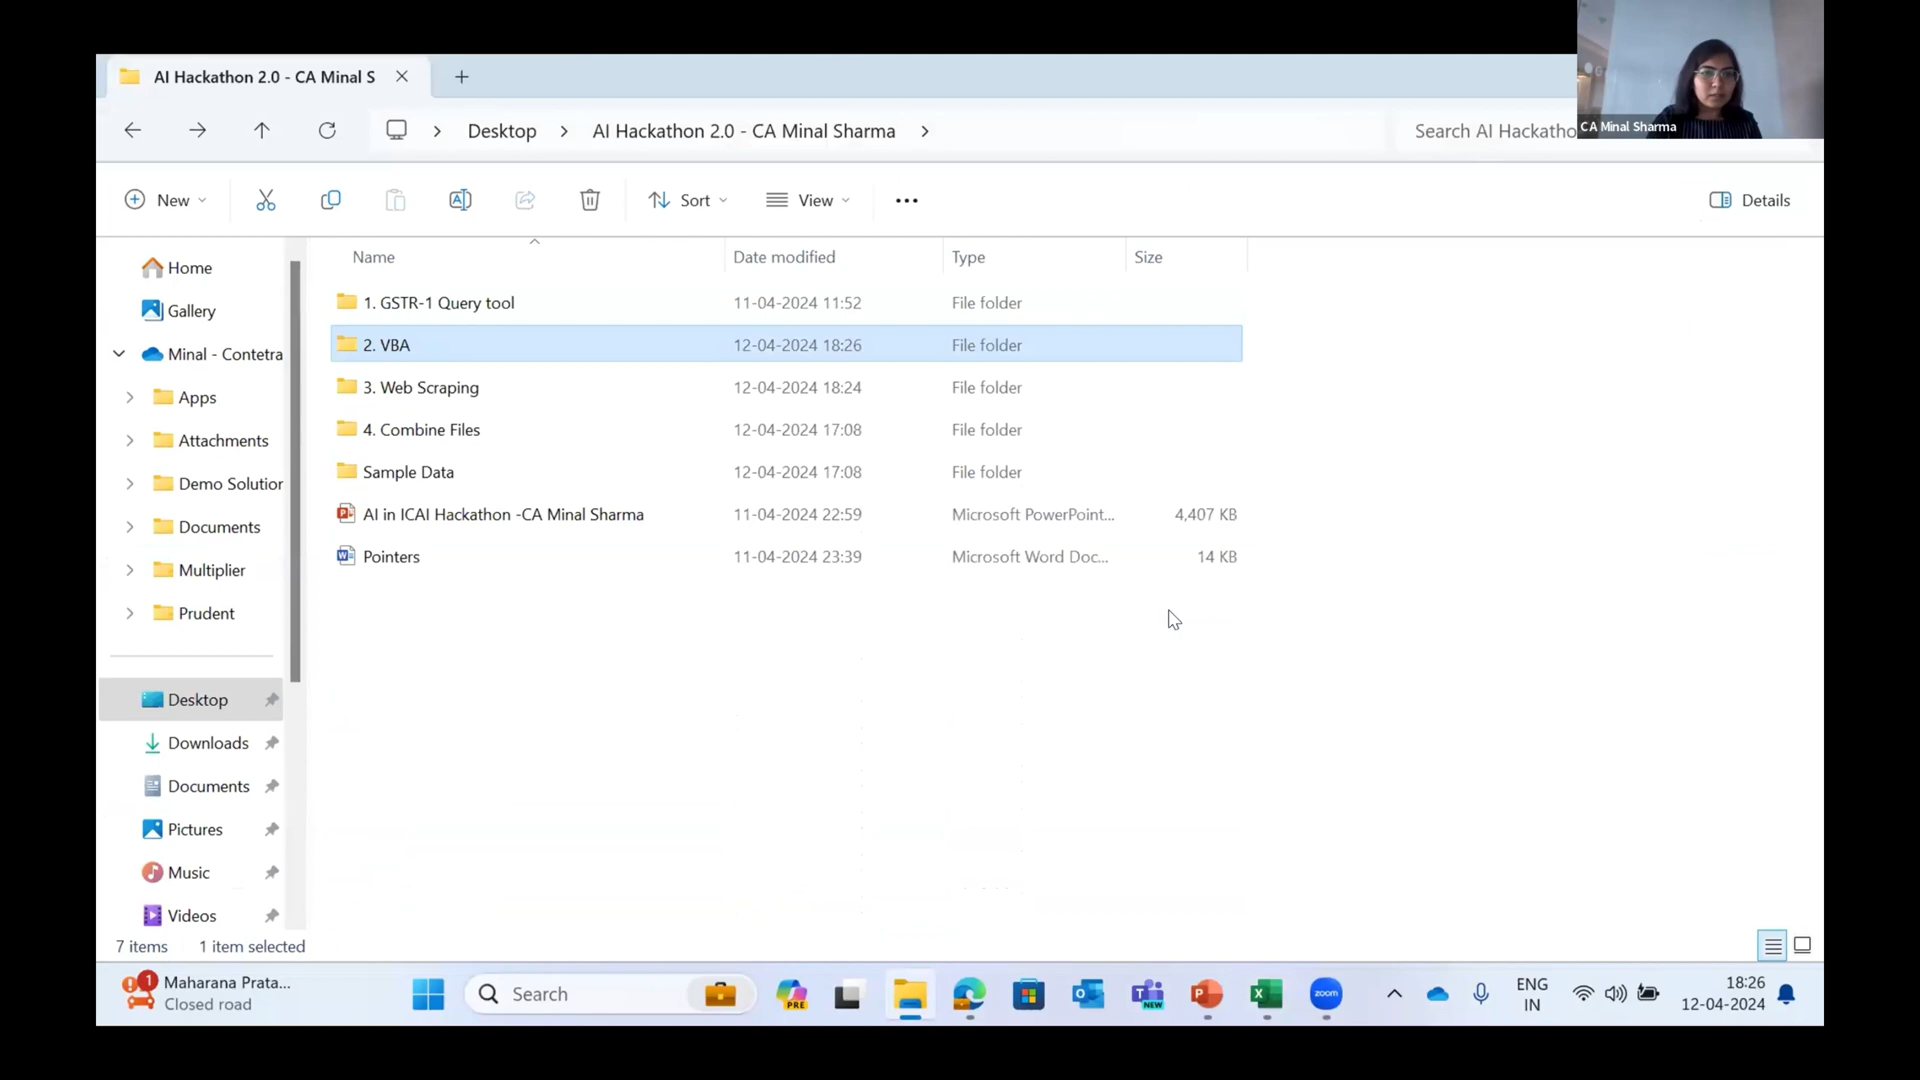 AI Hackathon 2.0 - CA Minal S
Desktop
AI Hackathon 2.0 - CA Minal Sharma
Search AI Hackatho
CA Minal Sharma
New
Sort
View
Details
Name
Date modified
Type
Size
Home
Gallery
Minal - Contetra
Apps
Attachments
Demo Solution
Documents
Multiplier
Prudent
Desktop
Downloads
Documents
Pictures
Music
Videos
1. GSTR-1 Query tool 11-04-2024 11:52 File folder
2. VBA 12-04-2024 18:26 File folder
3. Web Scraping 12-04-2024 18:24 File folder
4. Combine Files 12-04-2024 17:08 File folder
Sample Data 12-04-2024 17:08 File folder
AI in ICAI Hackathon -CA Minal Sharma 11-04-2024 22:59 Microsoft PowerPoint... 4,407 KB
Pointers 11-04-2024 23:39 Microsoft Word Doc... 14 KB
7 items 1 item selected
1
Maharana Prata...
Closed road
Search
PRE
NEW
zoom
ENG
IN
18:26
12-04-2024